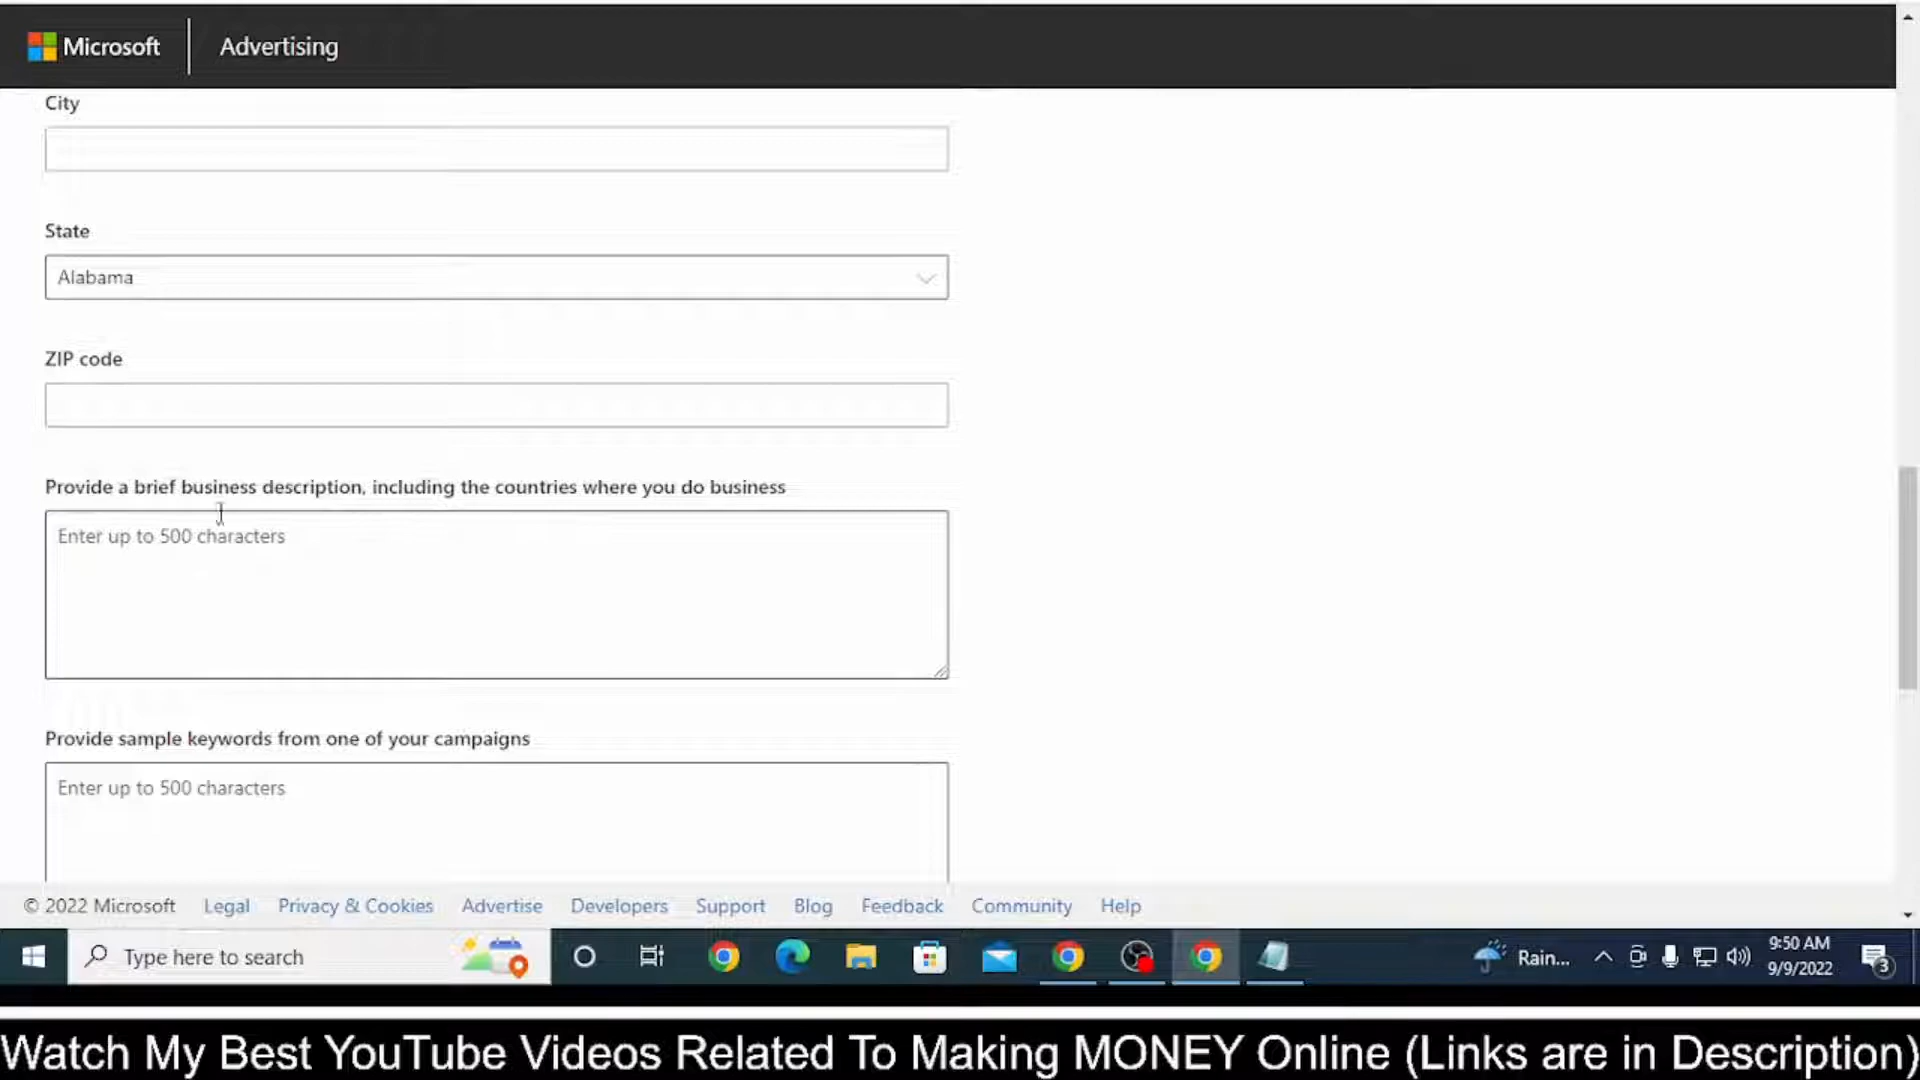 Microsoft
Advertising
City
State
Alabama
ZIP code
Provide a brief business description, including the countries where you do business
Enter up to 500 characters
Provide sample keywords from one of your campaigns
Enter up to 500 characters
© 2022 Microsoft Legal Privacy & Cookies Advertise Developers Support Blog Feedback Community Help
Type here to search
Rain...
9:50 AM
9/9/2022
3
Watch My Best YouTube Videos Related To Making MONEY Online (Links are in Description)